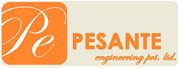 Pe
PESANTE
engineering pvt. ltd.